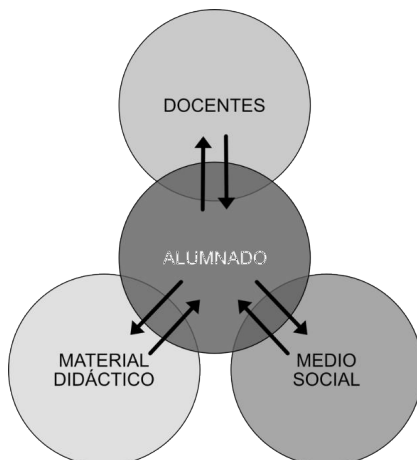 DOCENTES
ALUMNADO
MATERIAL
DIDÁCTICO
MEDIO
SOCIAL